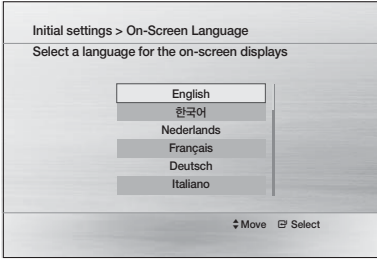 Initial settings > On-Screen Language
Select a language for the on-screen displays
English
한국어
Nederlands
Français
Deutsch
Italiano
Move Select